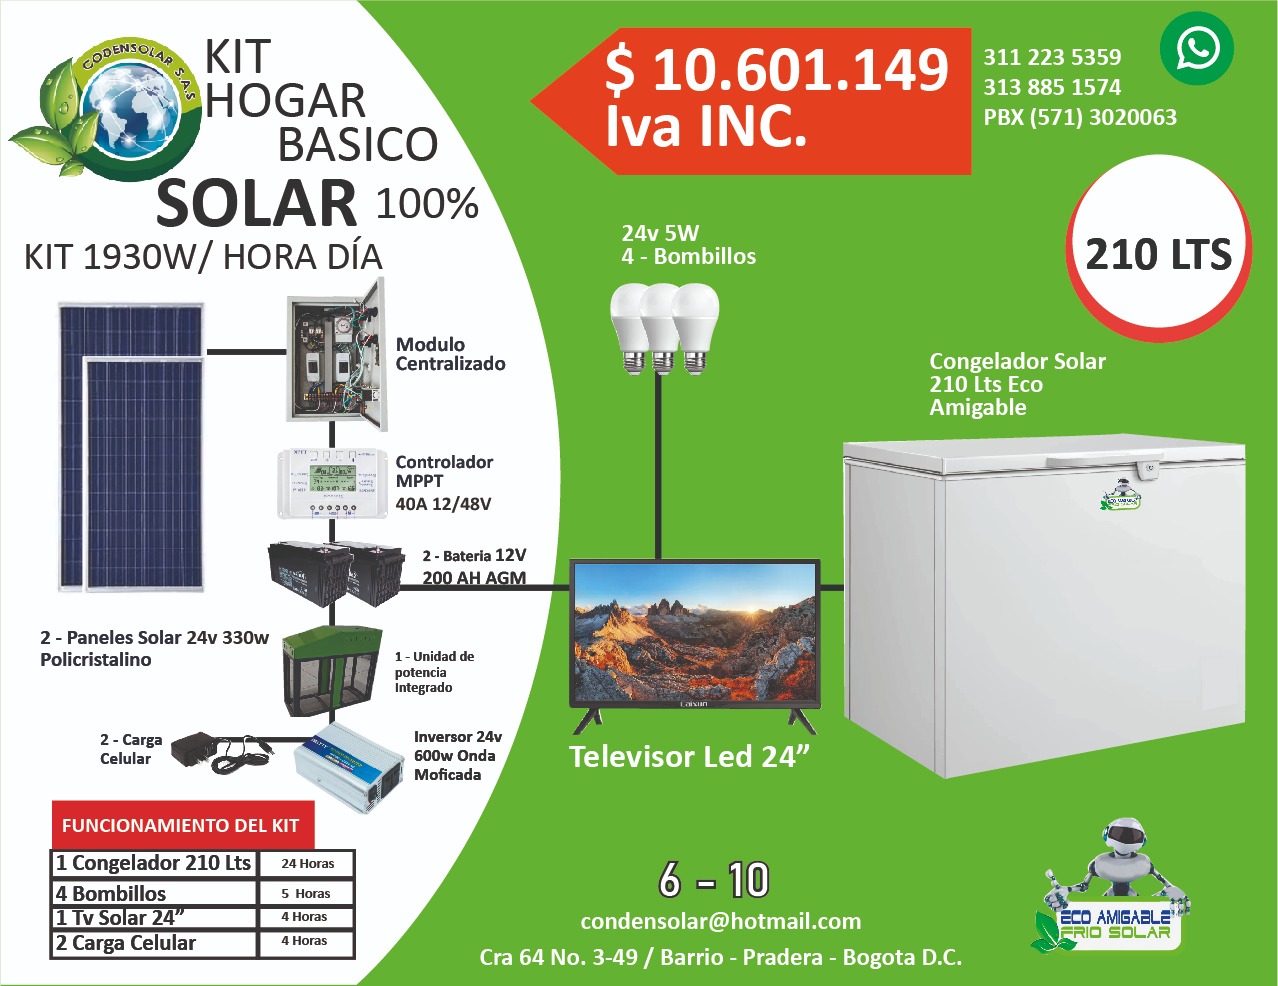 CODENSOLAR S.A.S
KIT
HOGAR
BASICO
SOLAR 100%
KIT 1930W/ HORA DÍA
$ 10.601.149
Iva INC.
311 223 5359
313 885 1574
PBX (571) 3020063
210 LTS
24v 5W
4 - Bombillos
Modulo
Centralizado
Controlador
MPPT
40A 12/48V
2 - Bateria 12V
200 AH AGM
2 - Paneles Solar 24v 330w
Policristalino
1 - Unidad de
potencia
Integrado
2 - Carga
Celular
Inversor 24v
600w Onda
Moficada
Congelador Solar
210 Lts Eco
Amigable
ECO AMIGABLE
FRIO SOLAR
Caixun
Televisor Led 24”
FUNCIONAMIENTO DEL KIT
1 Congelador 210 Lts 24 Horas
4 Bombillos 5 Horas
1 Tv Solar 24” 4 Horas
2 Carga Celular 4 Horas
6 - 10
condensolar@hotmail.com
Cra 64 No. 3-49 / Barrio - Pradera - Bogota D.C.
ECO AMIGABLE
FRIO SOLAR